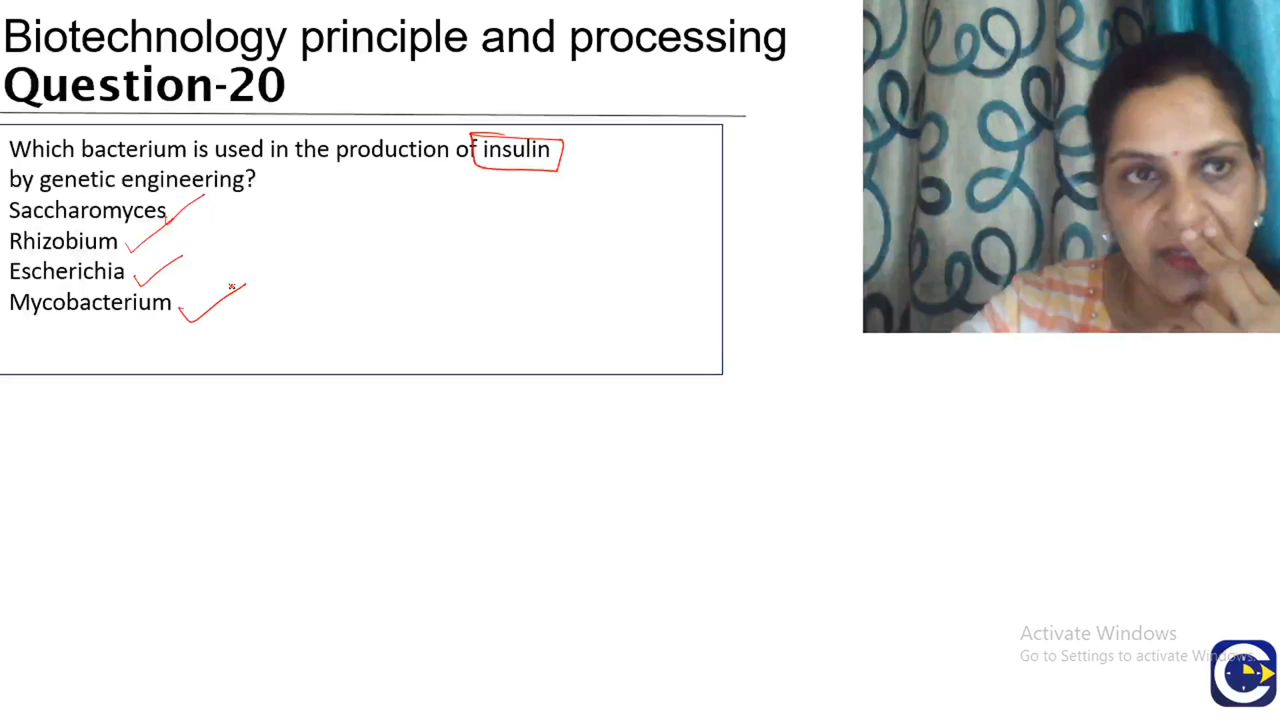 Biotechnology principle and processing
Question-20
Which bacterium is used in the production of insulin
by genetic engineering?
Saccharomyces
Rhizobium
Escherichia
Mycobacterium
Activate Windows
Go to Settings to activate Windows.